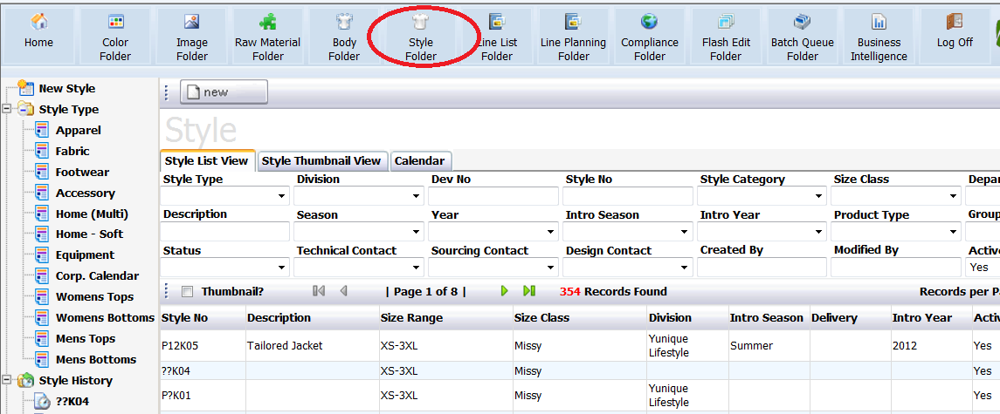 Home
Color Folder
Image Folder
Raw Material Folder
Body Folder
Style Folder
Line List Folder
Line Planning Folder
Compliance Folder
Flash Edit Folder
Batch Queue Folder
Business Intelligence
Log Off
New Style
Style Type
Apparel
Fabric
Footwear
Accessory
Home (Multi)
Home - Soft
Equipment
Corp. Calendar
Womens Tops
Womens Bottoms
Mens Tops
Mens Bottoms
Style History
??K04
new
Style
Style List View Style Thumbnail View Calendar
Style Type Division Dev No Style No Style Category Size Class Depa
Description Season Year Intro Season Intro Year Product Type Group
Status Technical Contact Sourcing Contact Design Contact Created By Modified By Active
Yes
Thumbnail? | Page 1 of 8 | 354 Records Found Records per Pa
Style No Description Size Range Size Class Division Intro Season Delivery Intro Year Activ
P12K05 Tailored Jacket XS-3XL Missy Yunique Lifestyle Summer 2012 Yes
??K04 XS-3XL Missy Yes
P?K01 XS-3XL Missy Yunique Lifestyle Yes